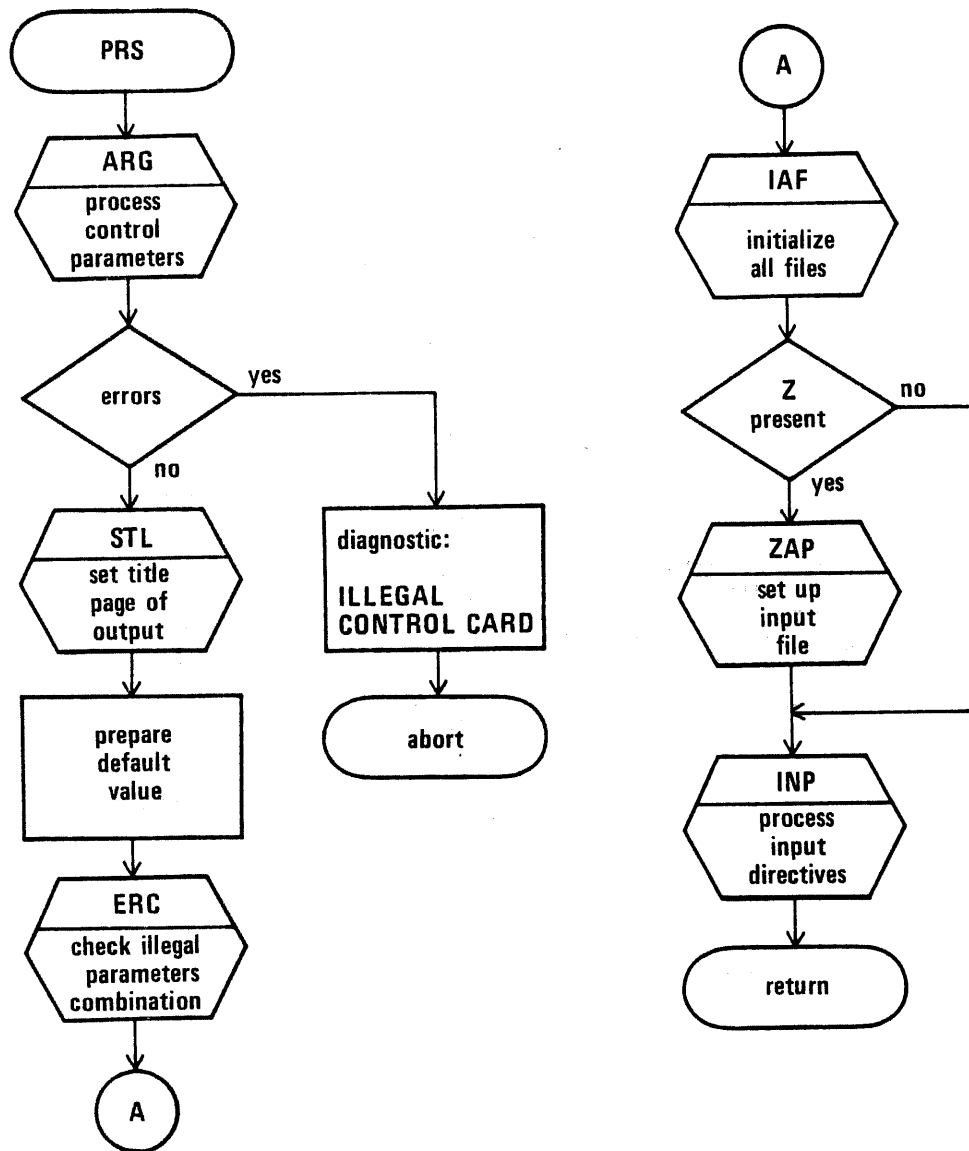 PRS
ARG
process
control
parameters
errors
yes
no
STL
set title
page of
output
diagnostic:
ILLEGAL
CONTROL CARD
abort
prepare
default
value
ERC
check illegal
parameters
combination
A
A
IAF
initialize
all files
Z
present
no
yes
ZAP
set up
input
file
INP
process
input
directives
return